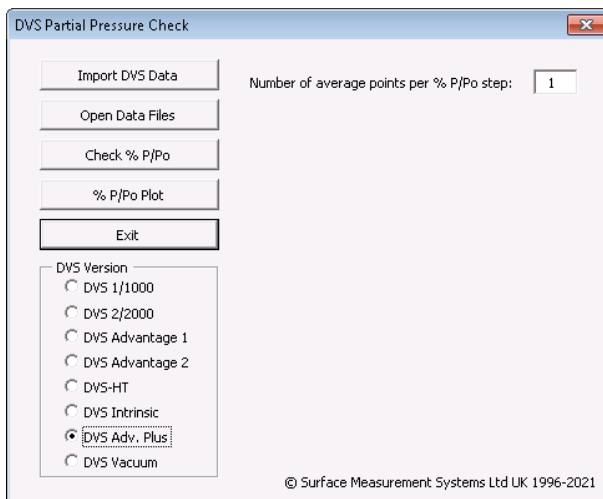 DVS Partial Pressure Check
Import DVS Data
Number of average points per % P/Po step: 1
Open Data Files
Check % P/Po
% P/Po Plot
Exit
DVS Version
DVS 1/1000
DVS 2/2000
DVS Advantage 1
DVS Advantage 2
DVS-HT
DVS Intrinsic
DVS Adv. Plus
DVS Vacuum
© Surface Measurement Systems Ltd UK 1996-2021